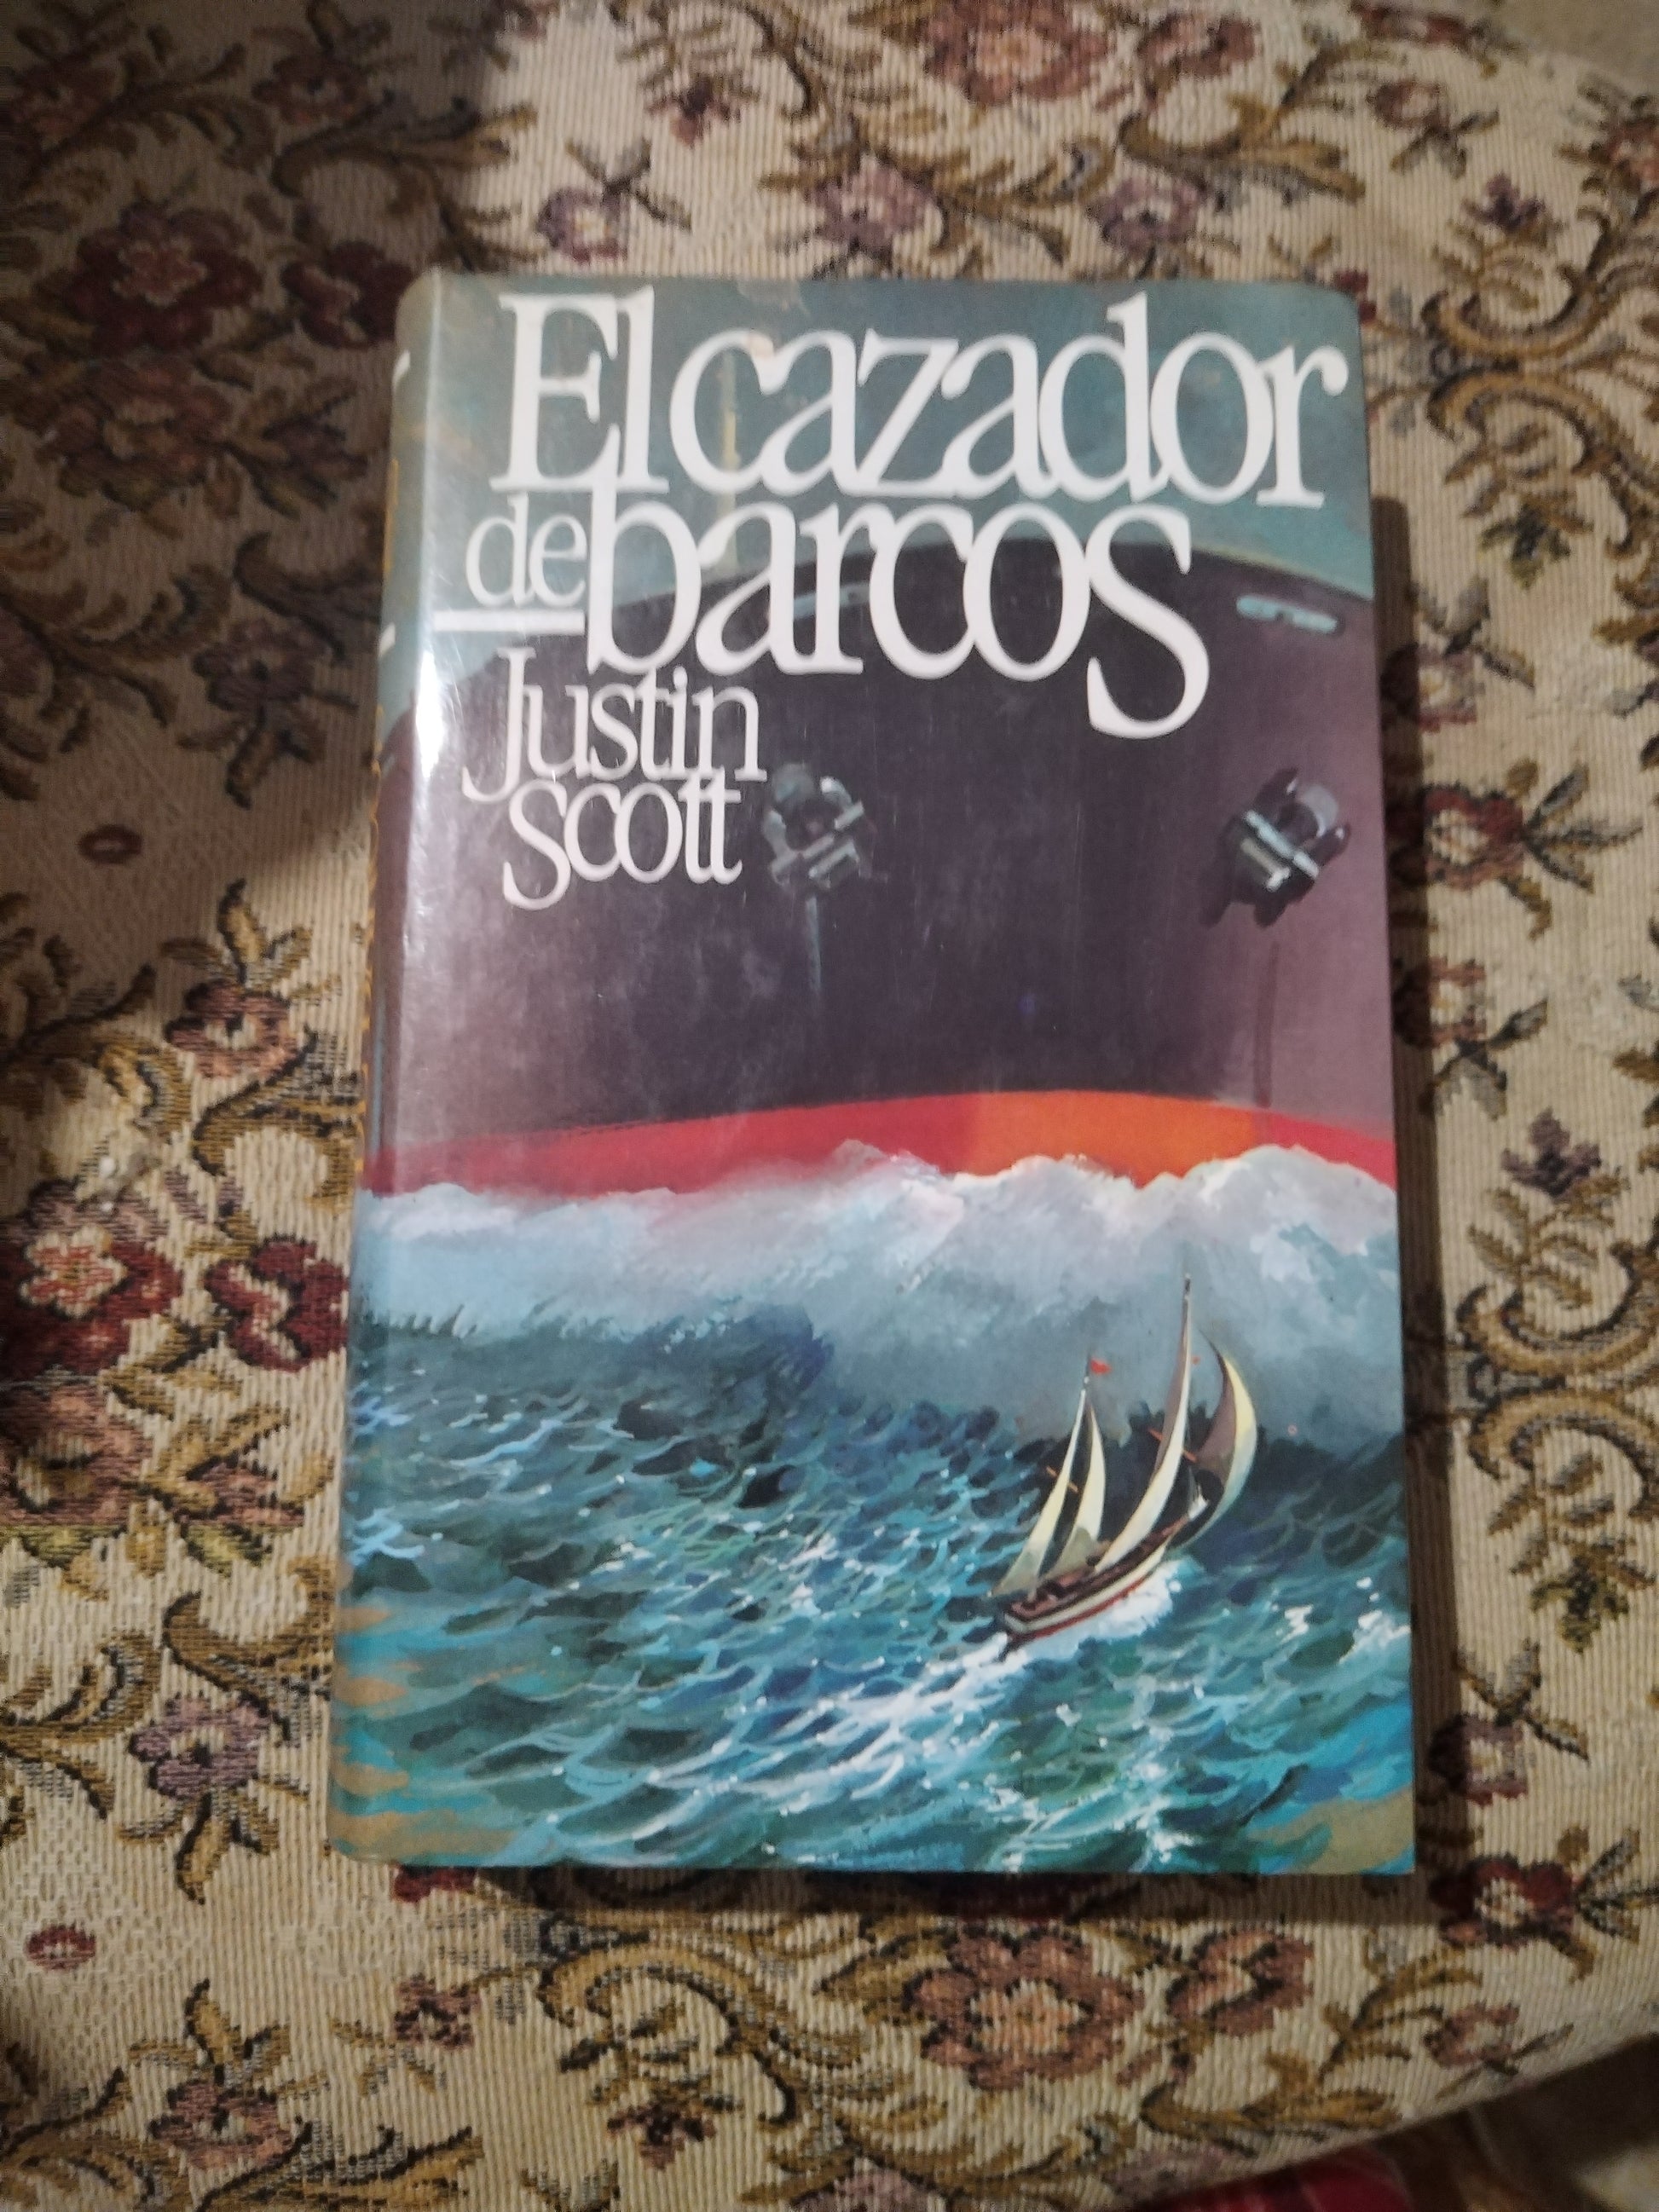 El cazador
de barcos
Justin
Scott